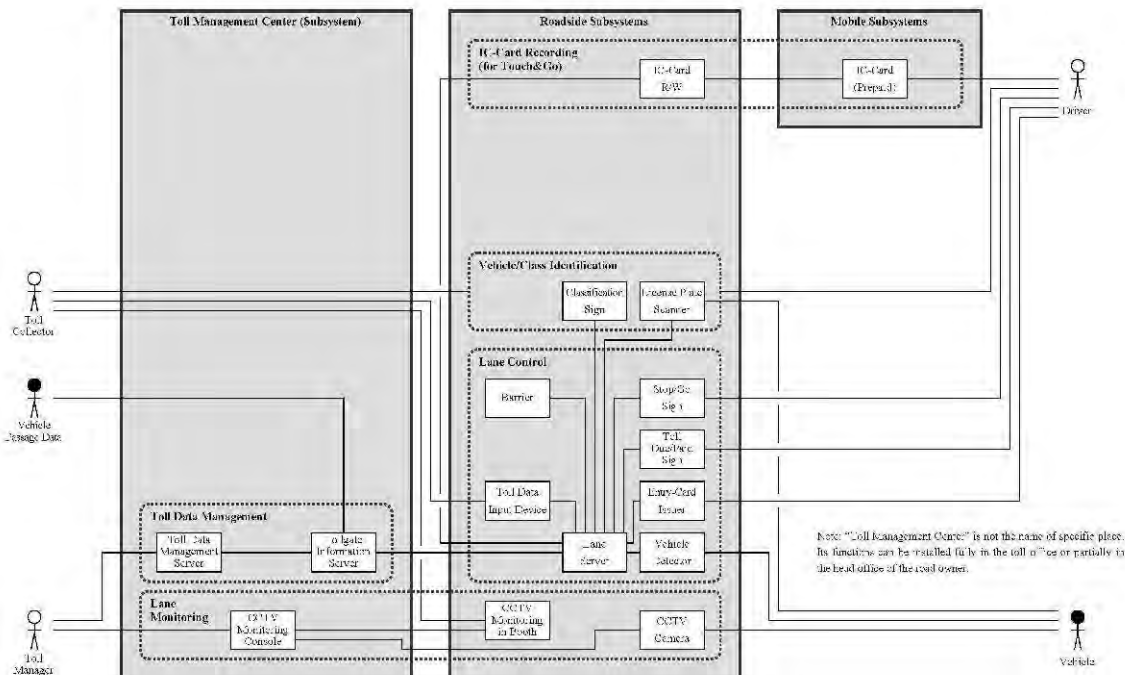 Toll Management Center (Subsystem)
Roadside Subsystems
Mobile Subsystems
IC-Card Recording
(for Touch&Go)
IC-Card
R/W
IC-Card
(Prepaid)
Driver
Vehicle/Class Identification
Classification
Sign
License Plate
Scanner
Toll
Collector
Lane Control
Barrier
Stop/Go
Sign
Vehicle
Passage Data
Toll
Due/Paid
Sign
Toll Data
Input Device
Entry-Card
Issuer
Toll Data Management
Toll Data
Management
Server
Tollgate
Information
Server
Lane
Server
Vehicle
Detector
Note: "Toll Management Center" is not the name of specific place.
Its functions can be installed fully in the toll office or partially in
the head office of the road owner.
Lane
Monitoring
CCTV
Monitoring
Console
CCTV
Monitoring
in Booth
CCTV
Camera
Toll
Manager
Vehicle